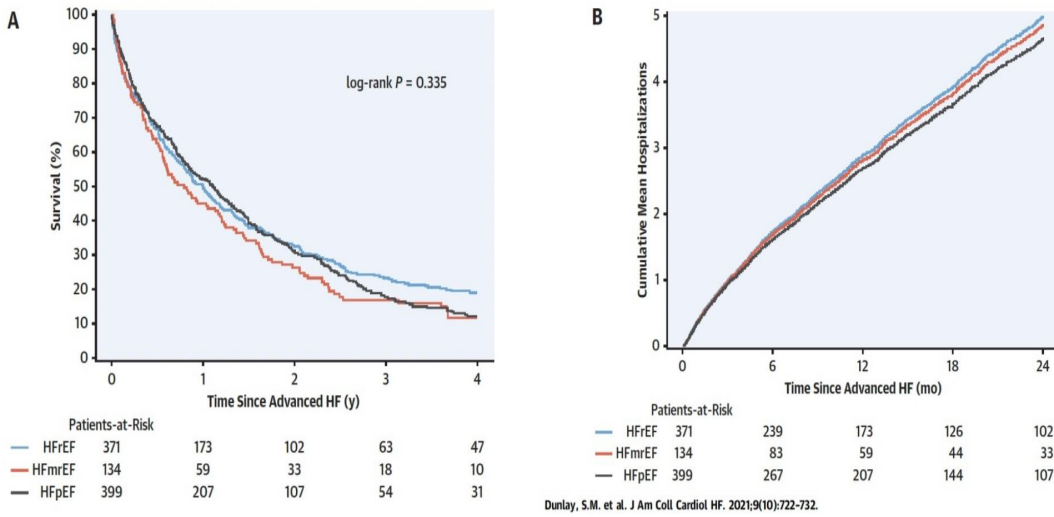 A
100
90
80
70
60
50
40
30
20
10
0
Survival (%)
log-rank P = 0.335
0 1 2 3 4
Time Since Advanced HF (y)
Patients-at-Risk
HFrEF 371 173 102 63 47
HFmrEF 134 59 33 18 10
HFpEF 399 207 107 54 31
B
5
4
3
2
1
0
Cumulative Mean Hospitalizations
0 6 12 18 24
Time Since Advanced HF (mo)
Patients-at-Risk
HFrEF 371 239 173 126 102
HFmrEF 134 83 59 44 33
HFpEF 399 267 207 144 107
Dunlay, S.M. et al. J Am Coll Cardiol HF. 2021;9(10):722-732.